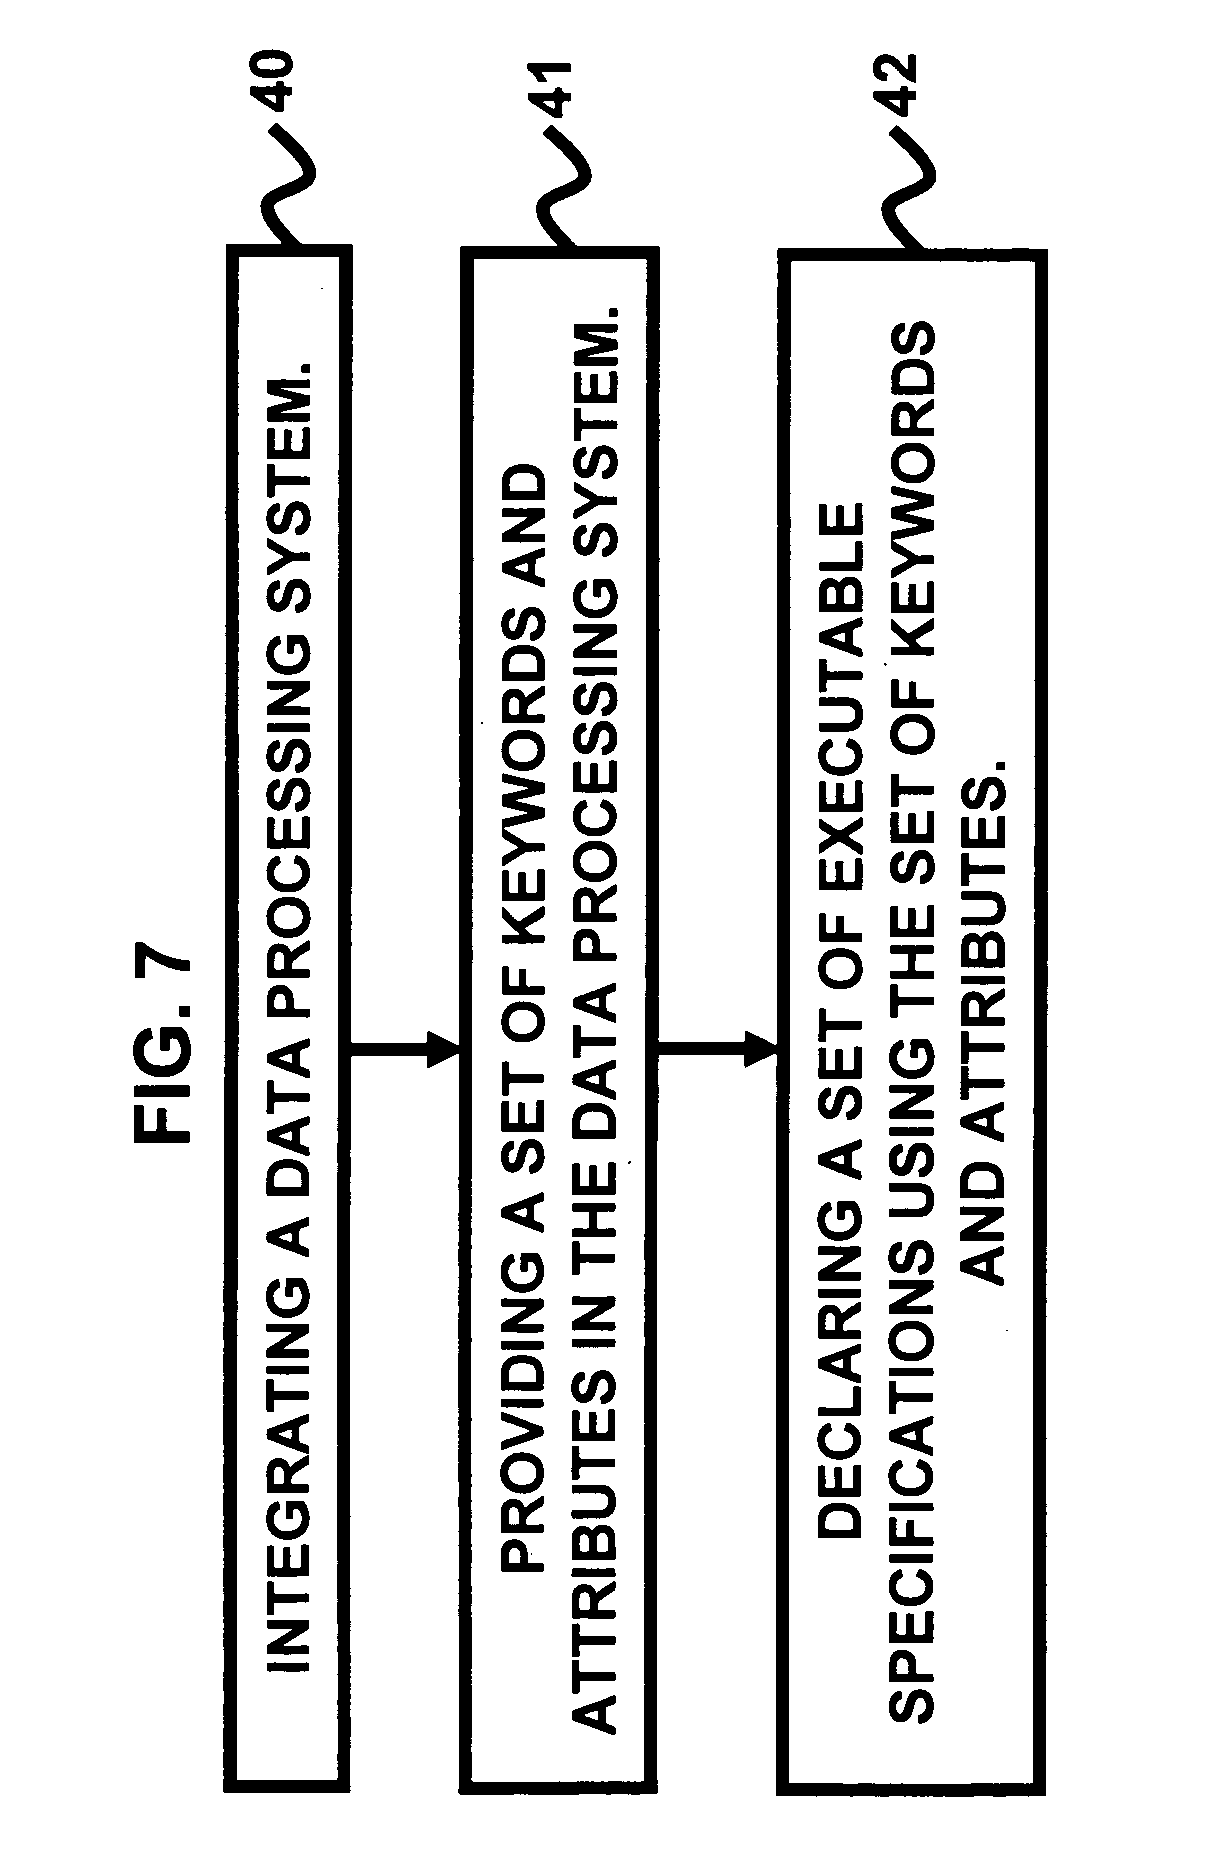 FIG. 7
INTEGRATING A DATA PROCESSING SYSTEM.
40
PROVIDING A SET OF KEYWORDS AND
ATTRIBUTES IN THE DATA PROCESSING SYSTEM.
41
DECLARING A SET OF EXECUTABLE
SPECIFICATIONS USING THE SET OF KEYWORDS
AND ATTRIBUTES.
42